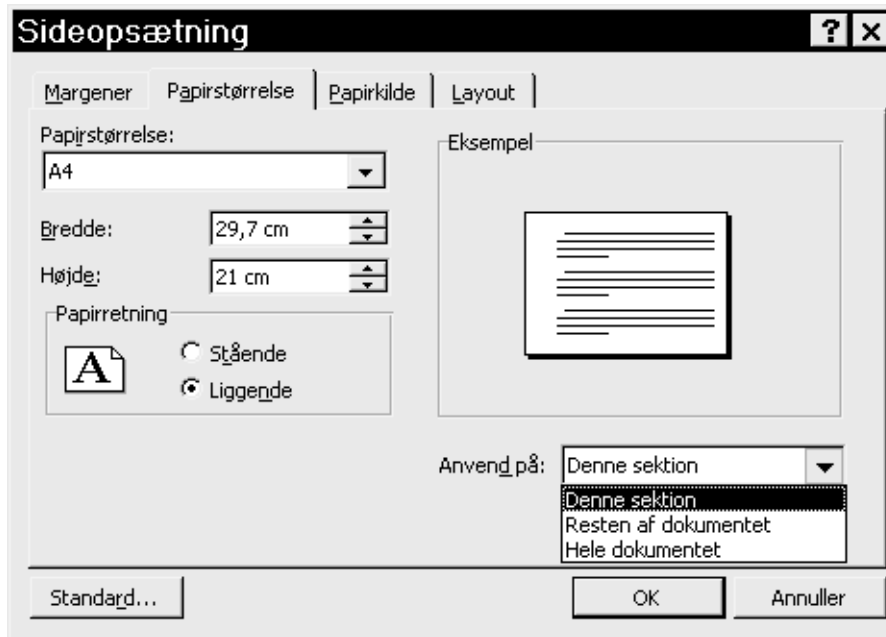 Sideopsætning
Margener Papirstørrelse Papirkilde Layout
Papirstørrelse:
A4
Bredde: 29,7 cm
Højde: 21 cm
Papirretning
A
Stående
Liggende
Eksempel
Anvend på: Denne sektion
Denne sektion
Resten af dokumentet
Hele dokumentet
Standard... OK Annuller